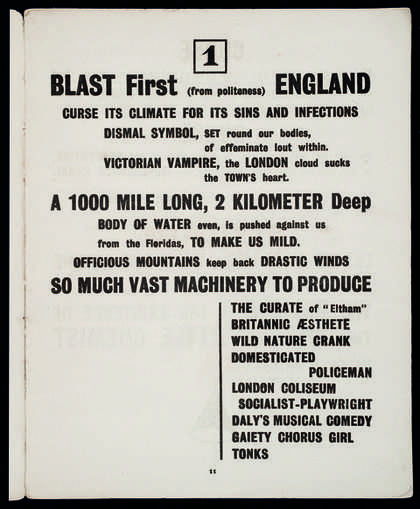 1
BLAST First (from politeness) ENGLAND
CURSE ITS CLIMATE FOR ITS SINS AND INFECTIONS
DISMAL SYMBOL, SET round our bodies,
of effeminate lout within.
VICTORIAN VAMPIRE, the LONDON cloud sucks
the TOWN'S heart.
A 1000 MILE LONG, 2 KILOMETER Deep
BODY OF WATER even, is pushed against us
from the Floridas, TO MAKE US MILD.
OFFICIOUS MOUNTAINS keep back DRASTIC WINDS
SO MUCH VAST MACHINERY TO PRODUCE
THE CURATE of "Eltham"
BRITANNIC ÆSTHETE
WILD NATURE CRANK
DOMESTICATED
POLICEMAN
LONDON COLISEUM
SOCIALIST-PLAYWRIGHT
DALY'S MUSICAL COMEDY
GAIETY CHORUS GIRL
TONKS
11